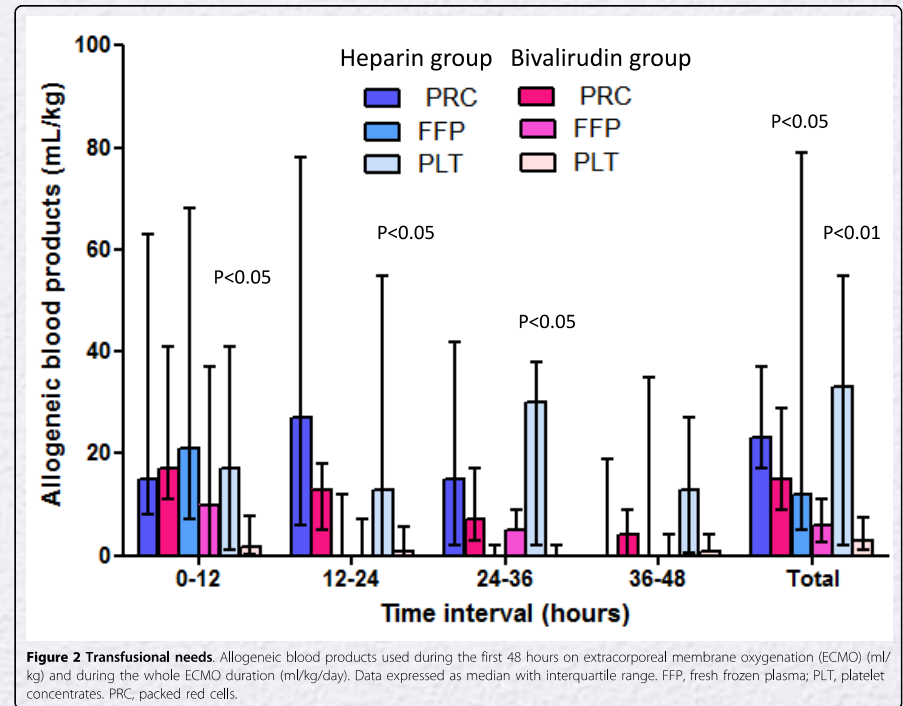 100
80
60
40
20
0
Allogeneic blood products (mL/kg)
Heparin group Bivalirudin group
PRC PRC
FFP FFP
PLT PLT
P<0.05
P<0.05
P<0.01
P<0.05
P<0.05
0-12 12-24 24-36 36-48 Total
Time interval (hours)
Figure 2 Transfusional needs. Allogeneic blood products used during the first 48 hours on extracorporeal membrane oxygenation (ECMO) (ml/
kg) and during the whole ECMO duration (ml/kg/day). Data expressed as median with interquartile range. FFP, fresh frozen plasma; PLT, platelet
concentrates. PRC, packed red cells.